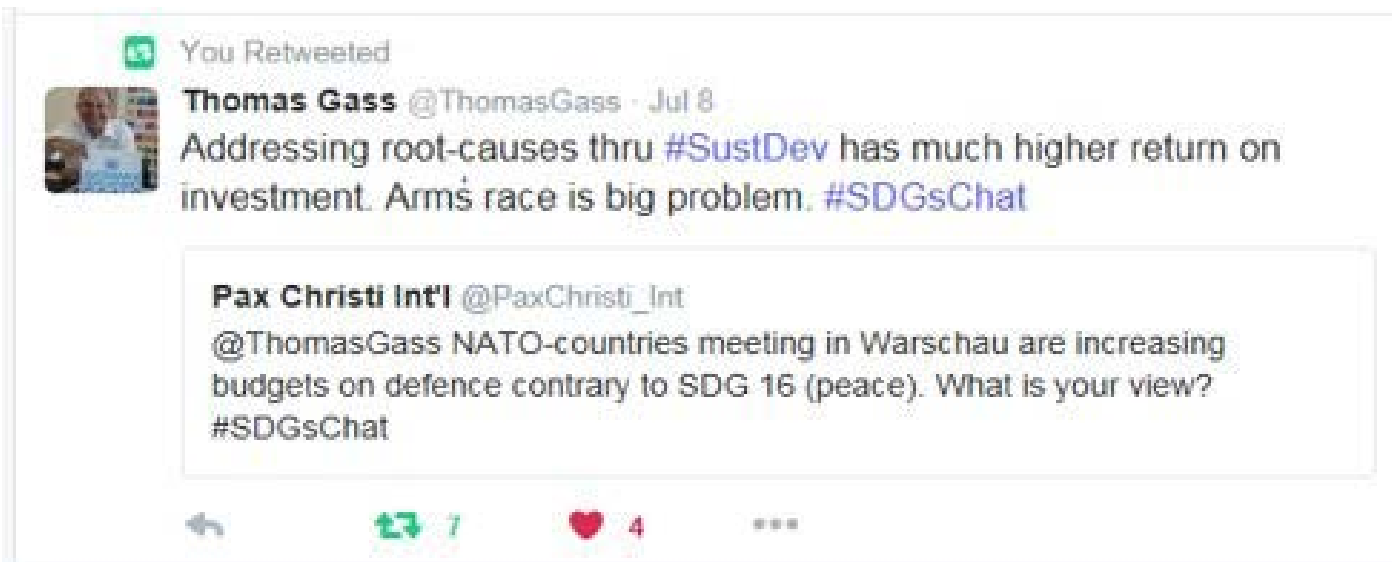 You Retweeted
Thomas Gass @ThomasGass · Jul 8
Addressing root-causes thru #SustDev has much higher return on
investment. Arms race is big problem. #SDGsChat
Pax Christi Int'l @PaxChristi_Int
@ThomasGass NATO-countries meeting in Warschau are increasing
budgets on defence contrary to SDG 16 (peace). What is your view?
#SDGsChat
7 4